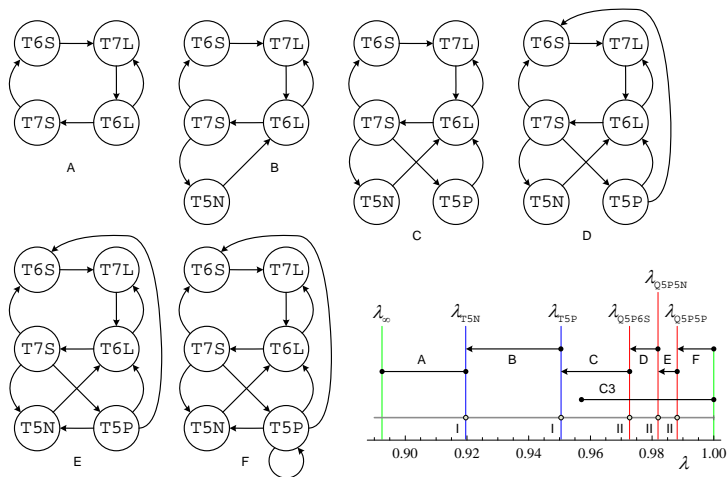 T6S T7L T6S T7L T6S T7L T6S T7L
T7S T6L T7S T6L T7S T6L T7S T6L
A B
T5N T5N T5P T5N T5P
C D
T6S T7L T6S T7L
T7S T6L T7S T6L
T5N T5P T5N T5P
E F
λQ5P5N
λ∞ λT5N λT5P λQ5P6S λQ5P5P
A B C D E F
C3
I I II II II
0.90 0.92 0.94 0.96 0.98 1.00
λ